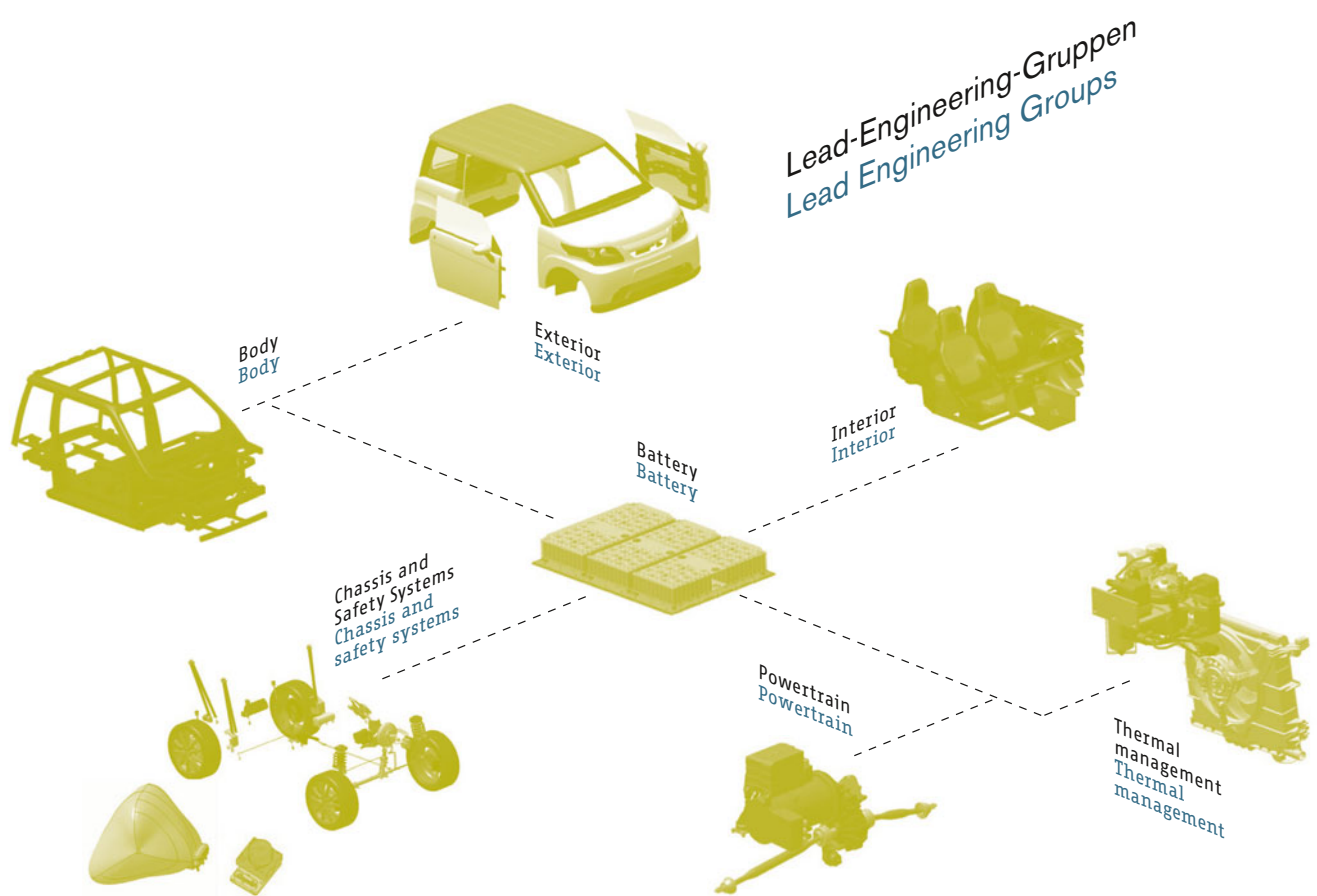 Lead-Engineering-Gruppen
Lead Engineering Groups
Exterior
Exterior
Body
Body
Interior
Interior
Battery
Battery
Chassis and
Safety Systems
Chassis and
safety systems
Powertrain
Powertrain
Thermal
management
Thermal
management